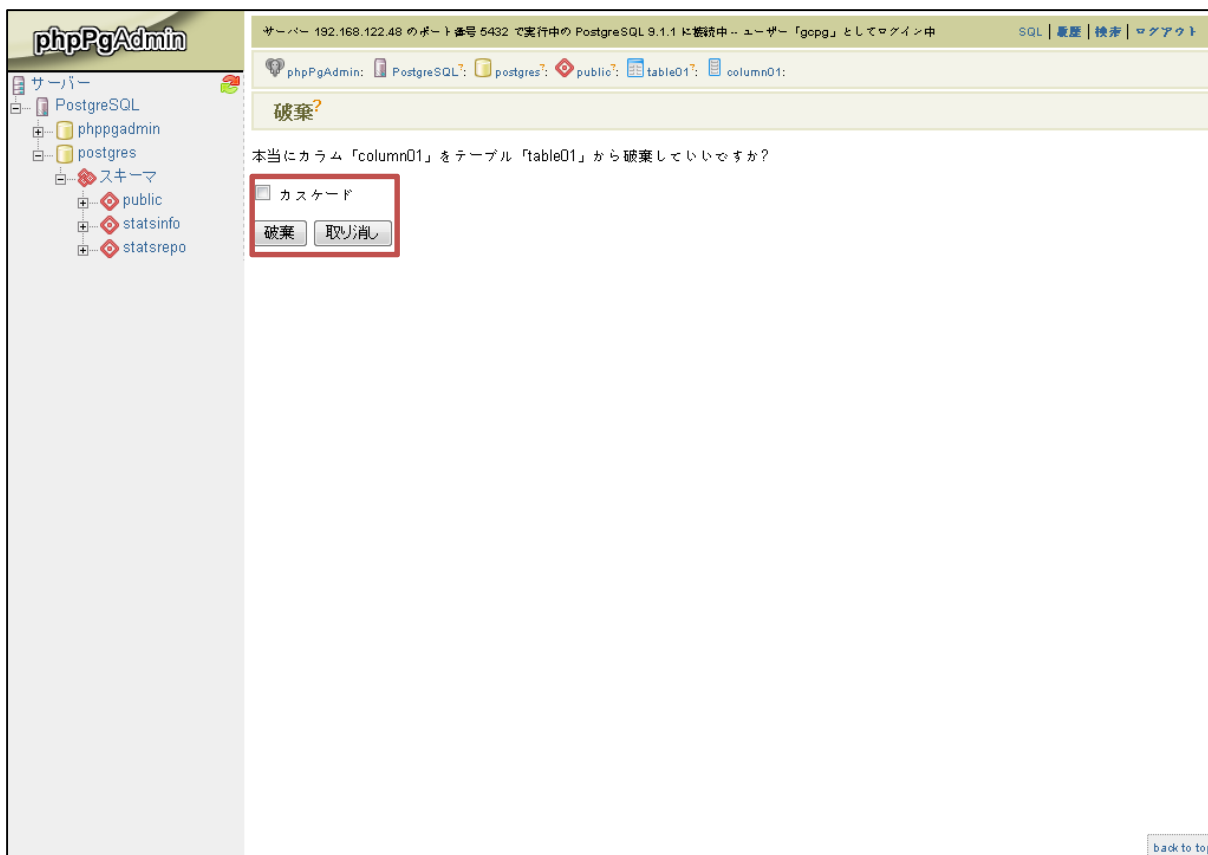 phpPgAdmin
サーバー 192.168.122.48 のポート番号 5432 で実行中の PostgreSQL 9.1.1 に接続中 -- ユーザー「gopg」としてログイン中
SQL | 履歴 | 検索 | ログアウト
サーバー
PostgreSQL
phppgadmin
postgres
スキーマ
public
statsinfo
statsrepo
phpPgAdmin: PostgreSQL?: postgres?: public?: table01?: column01:
破棄?
本当にカラム「column01」をテーブル「table01」から破棄していいですか?
カスケード
破棄 取り消し
back to top